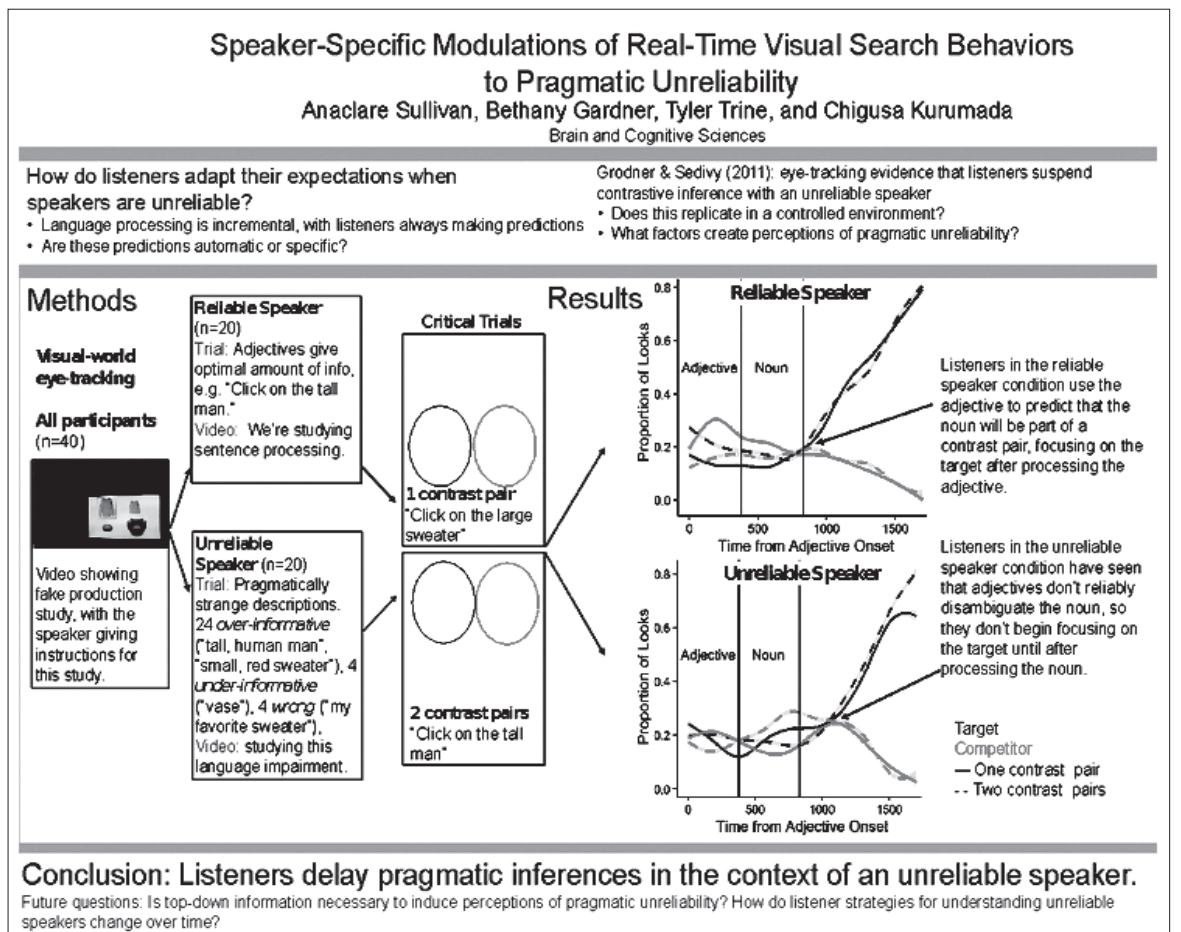 Speaker-Specific Modulations of Real-Time Visual Search Behaviors
to Pragmatic Unreliability
Anaclare Sullivan, Bethany Gardner, Tyler Trine, and Chigusa Kurumada
Brain and Cognitive Sciences
How do listeners adapt their expectations when
speakers are unreliable?
• Language processing is incremental, with listeners always making predictions
• Are these predictions automatic or specific?
Grodner & Sedivy (2011): eye-tracking evidence that listeners suspend
contrastive inference with an unreliable speaker
• Does this replicate in a controlled environment?
• What factors create perceptions of pragmatic unreliability?
Methods
Visual-world
eye-tracking
All participants
(n=40)
Video showing
fake production
study, with the
speaker giving
instructions for
this study.
Reliable Speaker
(n=20)
Trial: Adjectives give
optimal amount of info,
e.g. "Click on the tall
man."
Video: We're studying
sentence processing.
Unreliable
Speaker (n=20)
Trial: Pragmatically
strange descriptions.
24 over-informative
("tall, human man",
"small, red sweater"), 4
under-informative
("vase"), 4 wrong ("my
favorite sweater"),
Video: studying this
language impairment.
Critical Trials
1 contrast pair
"Click on the large
sweater"
2 contrast pairs
"Click on the tall
man"
Results
Reliable Speaker
Proportion of Looks
0.8
0.6
0.4
0.2
0.0
Adjective
Noun
0
500
1000
1500
Time from Adjective Onset
Listeners in the reliable
speaker condition use the
adjective to predict that the
noun will be part of a
contrast pair, focusing on the
target after processing the
adjective.
Unreliable Speaker
Proportion of Looks
0.8
0.6
0.4
0.2
0.0
Adjective
Noun
0
500
1000
1500
Time from Adjective Onset
Listeners in the unreliable
speaker condition have seen
that adjectives don't reliably
disambiguate the noun, so
they don't begin focusing on
the target until after
processing the noun.
Target
Competitor
— One contrast pair
- - Two contrast pairs
Conclusion: Listeners delay pragmatic inferences in the context of an unreliable speaker.
Future questions: Is top-down information necessary to induce perceptions of pragmatic unreliability? How do listener strategies for understanding unreliable
speakers change over time?